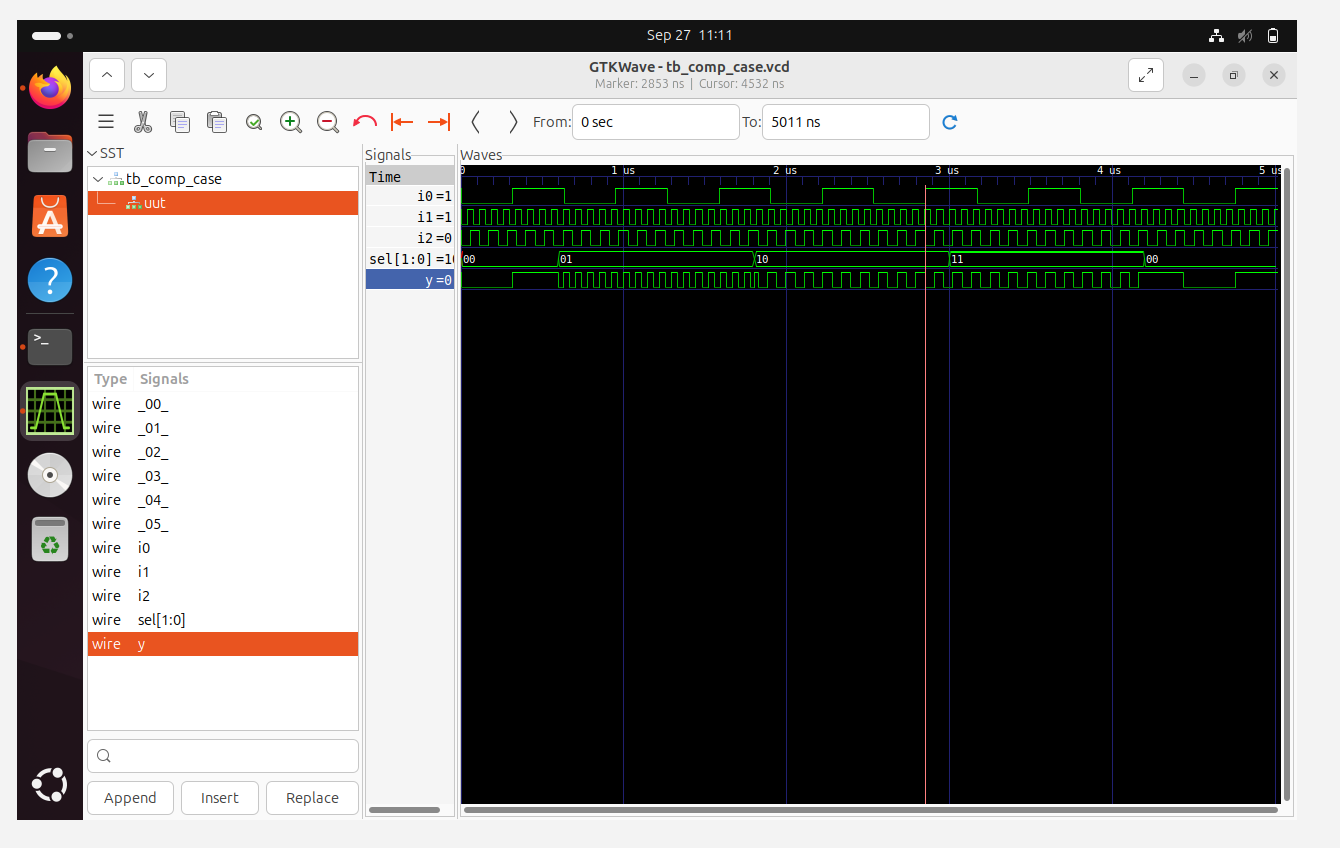 Sep 27 11:11
GTKWave - tb_comp_case.vcd
Marker: 2853 ns | Cursor: 4532 ns
From: 0 sec To: 5011 ns
SST
tb_comp_case
uut
Type Signals
wire _00_
wire _01_
wire _02_
wire _03_
wire _04_
wire _05_
wire i0
wire i1
wire i2
wire sel[1:0]
wire y
Append Insert Replace
Signals
Time
i0=1
i1=1
i2=0
sel[1:0]=10
y=0
Waves
0 1 us 2 us 3 us 4 us 5 us
00 01 10 11 00